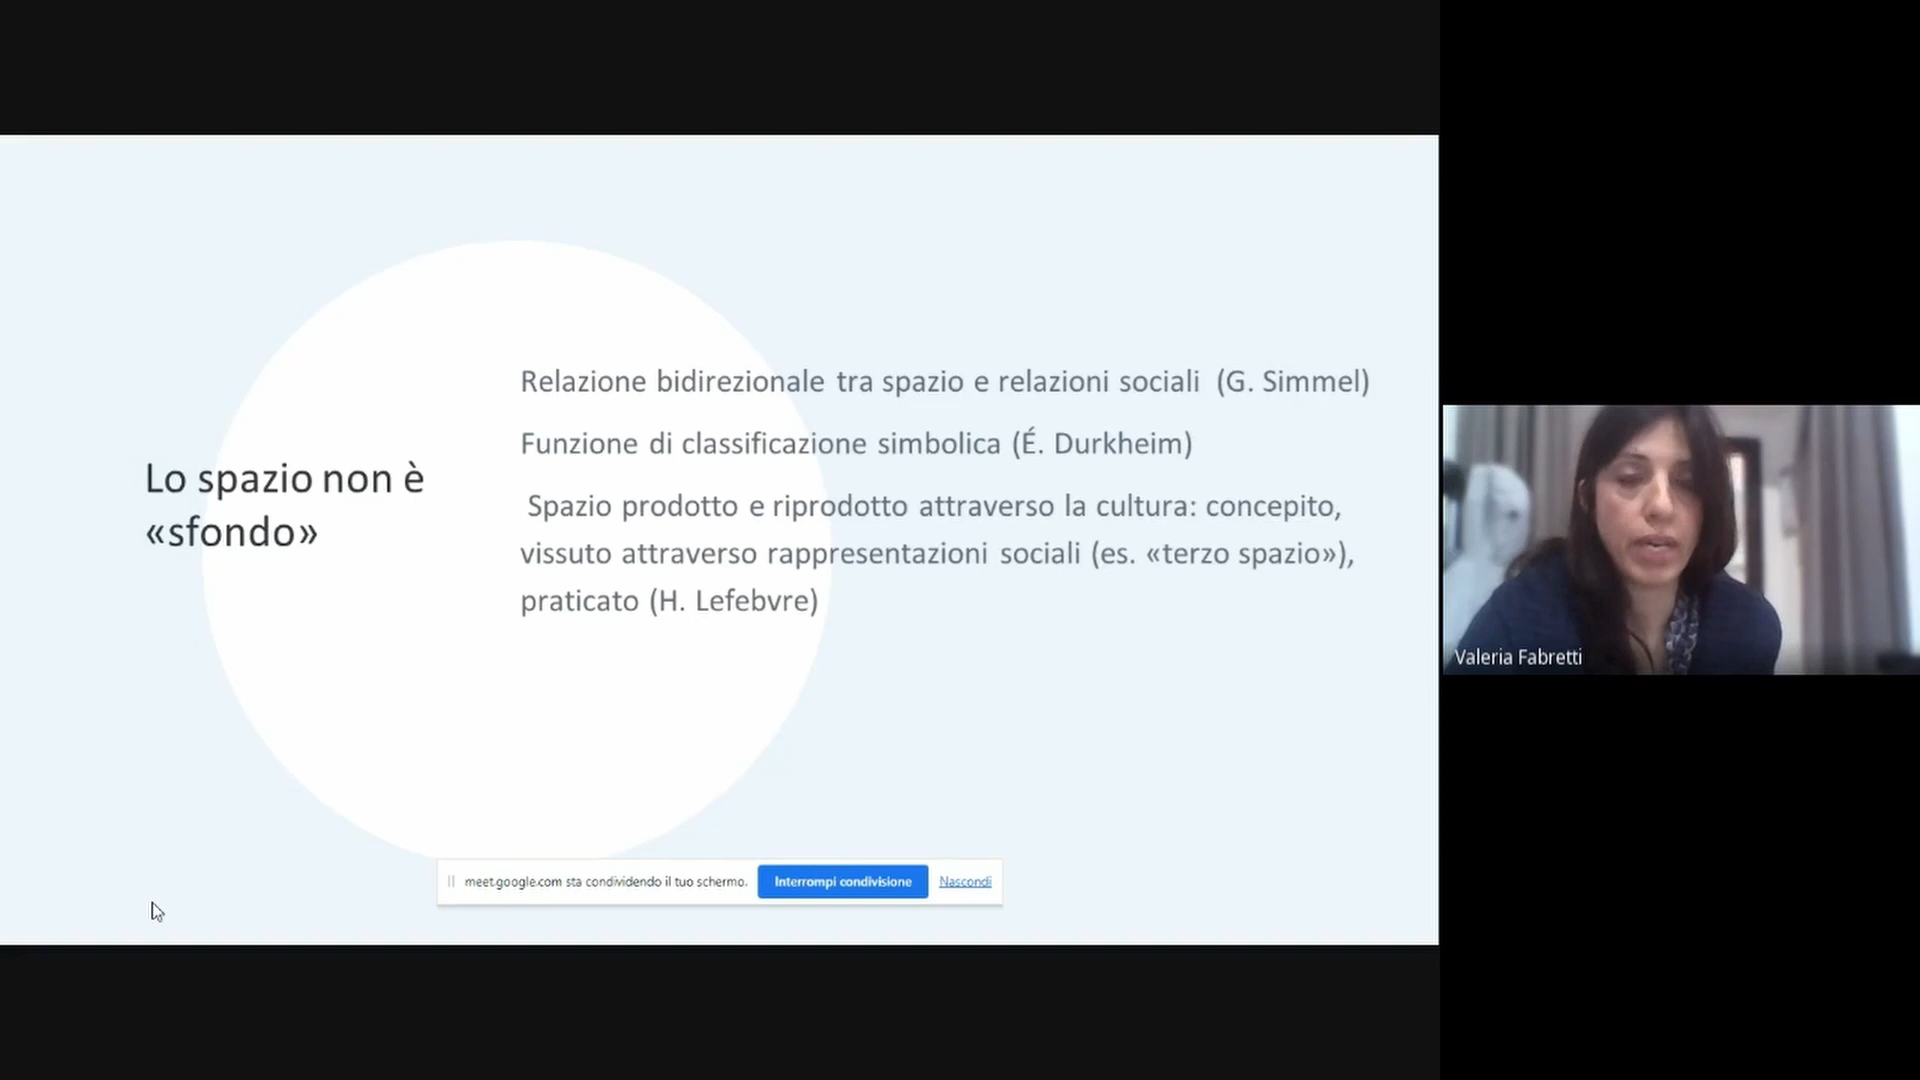 Lo spazio non è
«sfondo»
Relazione bidirezionale tra spazio e relazioni sociali (G. Simmel)
Funzione di classificazione simbolica (É. Durkheim)
Spazio prodotto e riprodotto attraverso la cultura: concepito,
vissuto attraverso rappresentazioni sociali (es. «terzo spazio»),
praticato (H. Lefebvre)
meet.google.com sta condividendo il tuo schermo.
Interrompi condivisione
Nascondi
Valeria Fabretti